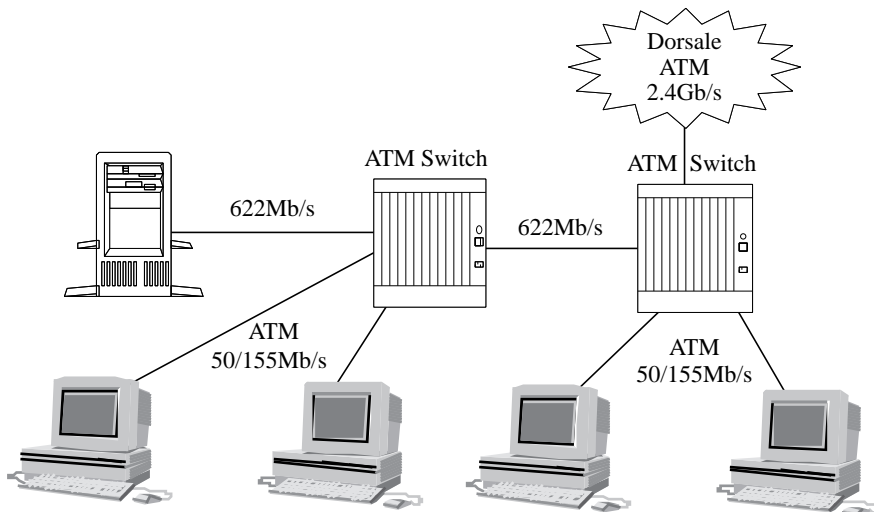 Dorsale
ATM
2.4Gb/s
ATM Switch
ATM Switch
622Mb/s
622Mb/s
ATM
50/155Mb/s
ATM
50/155Mb/s